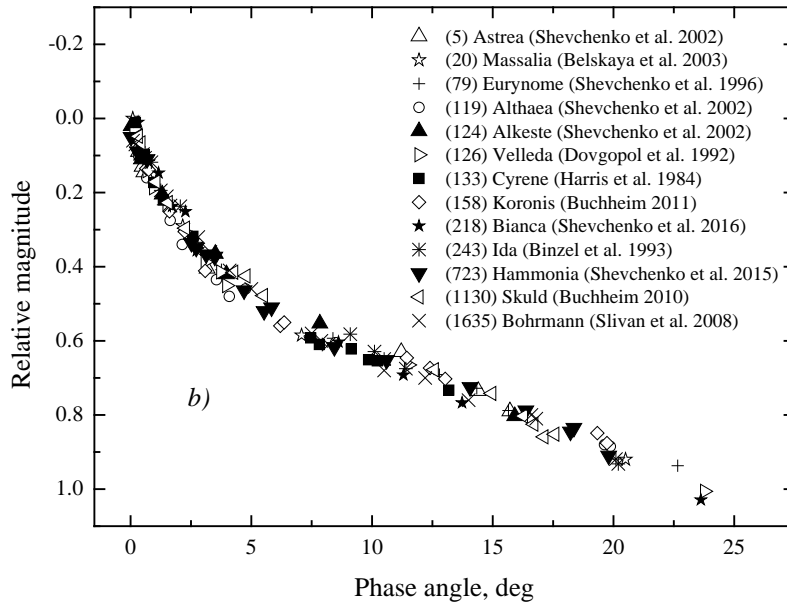 -0.2
0.0
0.2
0.4
0.6
0.8
1.0
Relative magnitude
(5) Astrea (Shevchenko et al. 2002)
(20) Massalia (Belskaya et al. 2003)
(79) Eurynome (Shevchenko et al. 1996)
(119) Althaea (Shevchenko et al. 2002)
(124) Alkeste (Shevchenko et al. 2002)
(126) Velleda (Dovgopol et al. 1992)
(133) Cyrene (Harris et al. 1984)
(158) Koronis (Buchheim 2011)
(218) Bianca (Shevchenko et al. 2016)
(243) Ida (Binzel et al. 1993)
(723) Hammonia (Shevchenko et al. 2015)
(1130) Skuld (Buchheim 2010)
(1635) Bohrmann (Slivan et al. 2008)
b)
0 5 10 15 20 25
Phase angle, deg